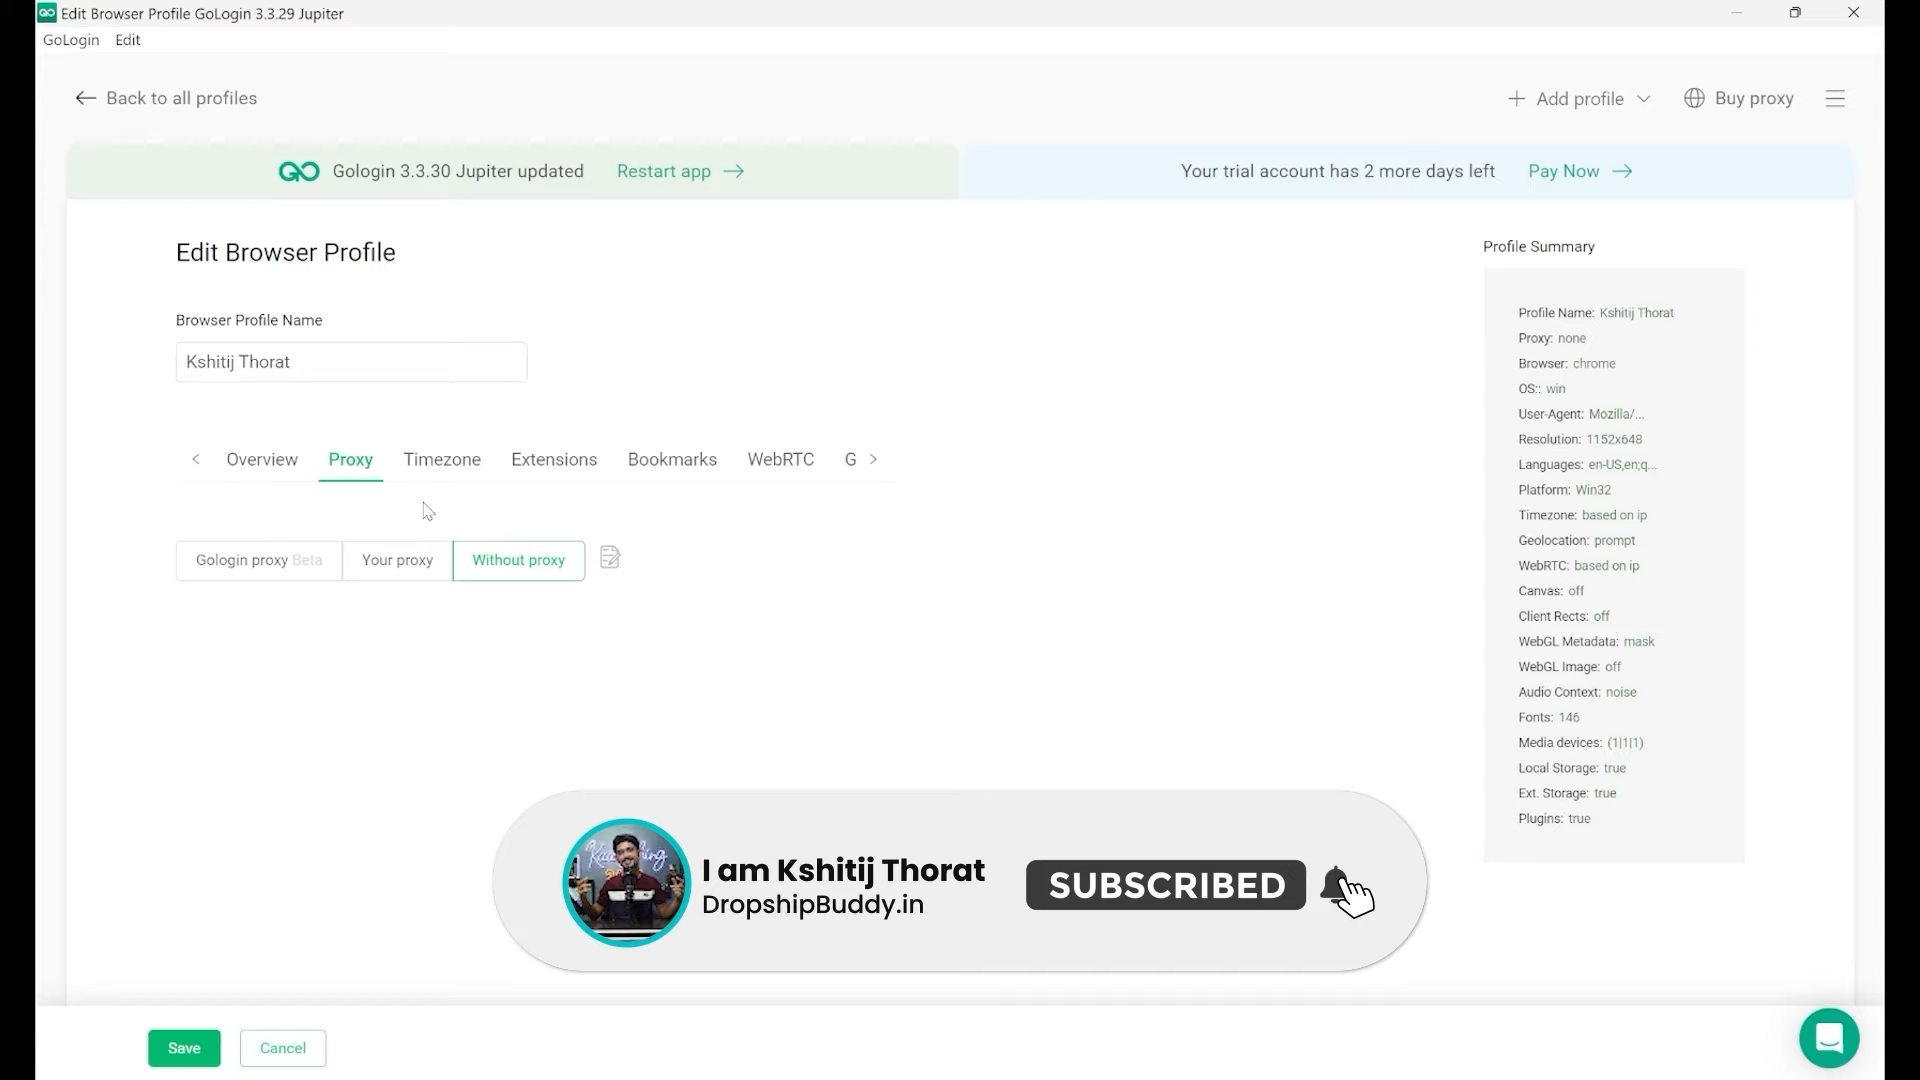 Edit Browser Profile GoLogin 3.3.29 Jupiter
GoLogin Edit
Back to all profiles
Add profile
Buy proxy
Gologin 3.3.30 Jupiter updated Restart app
Your trial account has 2 more days left Pay Now
Edit Browser Profile
Browser Profile Name
Kshitij Thorat
Overview Proxy Timezone Extensions Bookmarks WebRTC G
Gologin proxy Beta Your proxy Without proxy
Profile Summary
Profile Name: Kshitij Thorat
Proxy: none
Browser: chrome
OS:: win
User-Agent: Mozilla/...
Resolution: 1152x648
Languages: en-US,en;q...
Platform: Win32
Timezone: based on ip
Geolocation: prompt
WebRTC: based on ip
Canvas: off
Client Rects: off
WebGL Metadata: mask
WebGL Image: off
Audio Context: noise
Fonts: 146
Media devices: (1|1|1)
Local Storage: true
Ext. Storage: true
Plugins: true
I am Kshitij Thorat
DropshipBuddy.in
SUBSCRIBED
Save Cancel